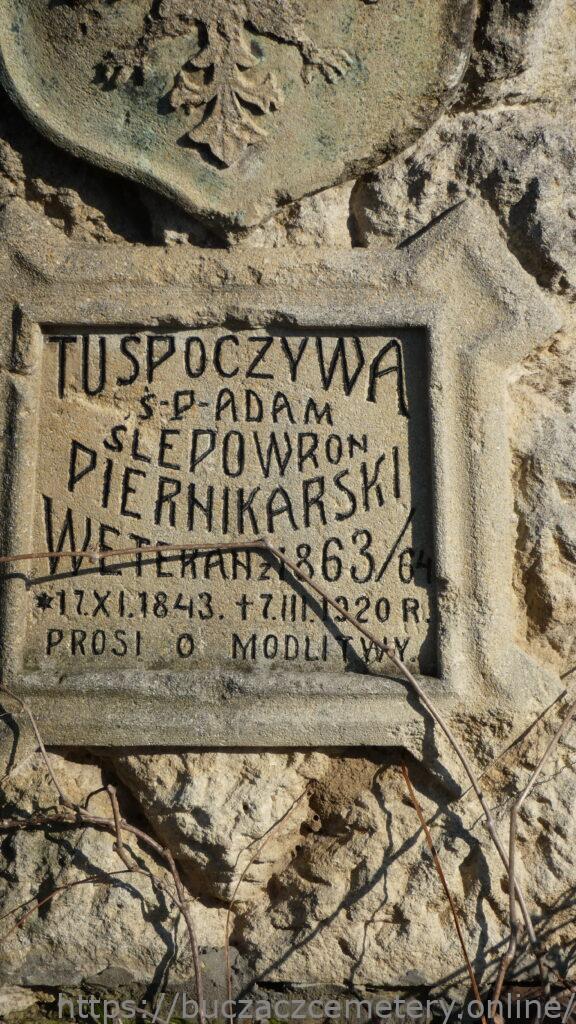 TU SPOCZYWA
Ś-P-ADAM
ŚLEPOWRON
PIERNIKARSKI
WETERAN z 1863/64
*17.XI.1843. †7.III.1920 R.
PROSI O MODLITWY.
https://buczaczcemetery.online/